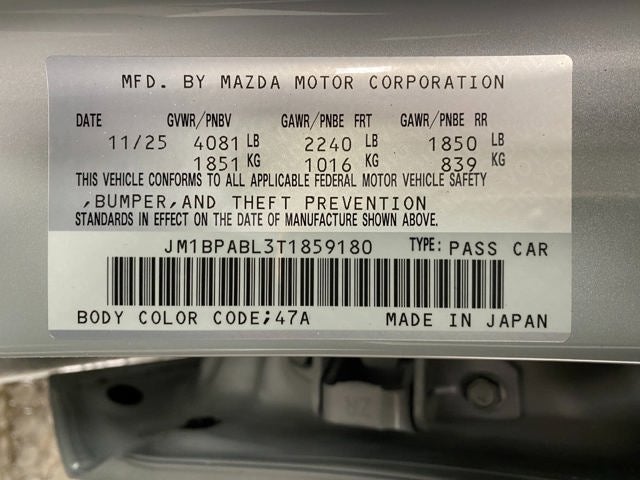 MFD. BY MAZDA MOTOR CORPORATION
DATE GVWR/PNBV GAWR/PNBE FRT GAWR/PNBE RR
11/25 4081 LB 2240 LB 1850 LB
1851 KG 1016 KG 839 KG
THIS VEHICLE CONFORMS TO ALL APPLICABLE FEDERAL MOTOR VEHICLE SAFETY
,BUMPER,AND THEFT PREVENTION
STANDARDS IN EFFECT ON THE DATE OF MANUFACTURE SHOWN ABOVE.
JM1BPABL3T1859180 TYPE: PASS CAR
BODY COLOR CODE;47A MADE IN JAPAN